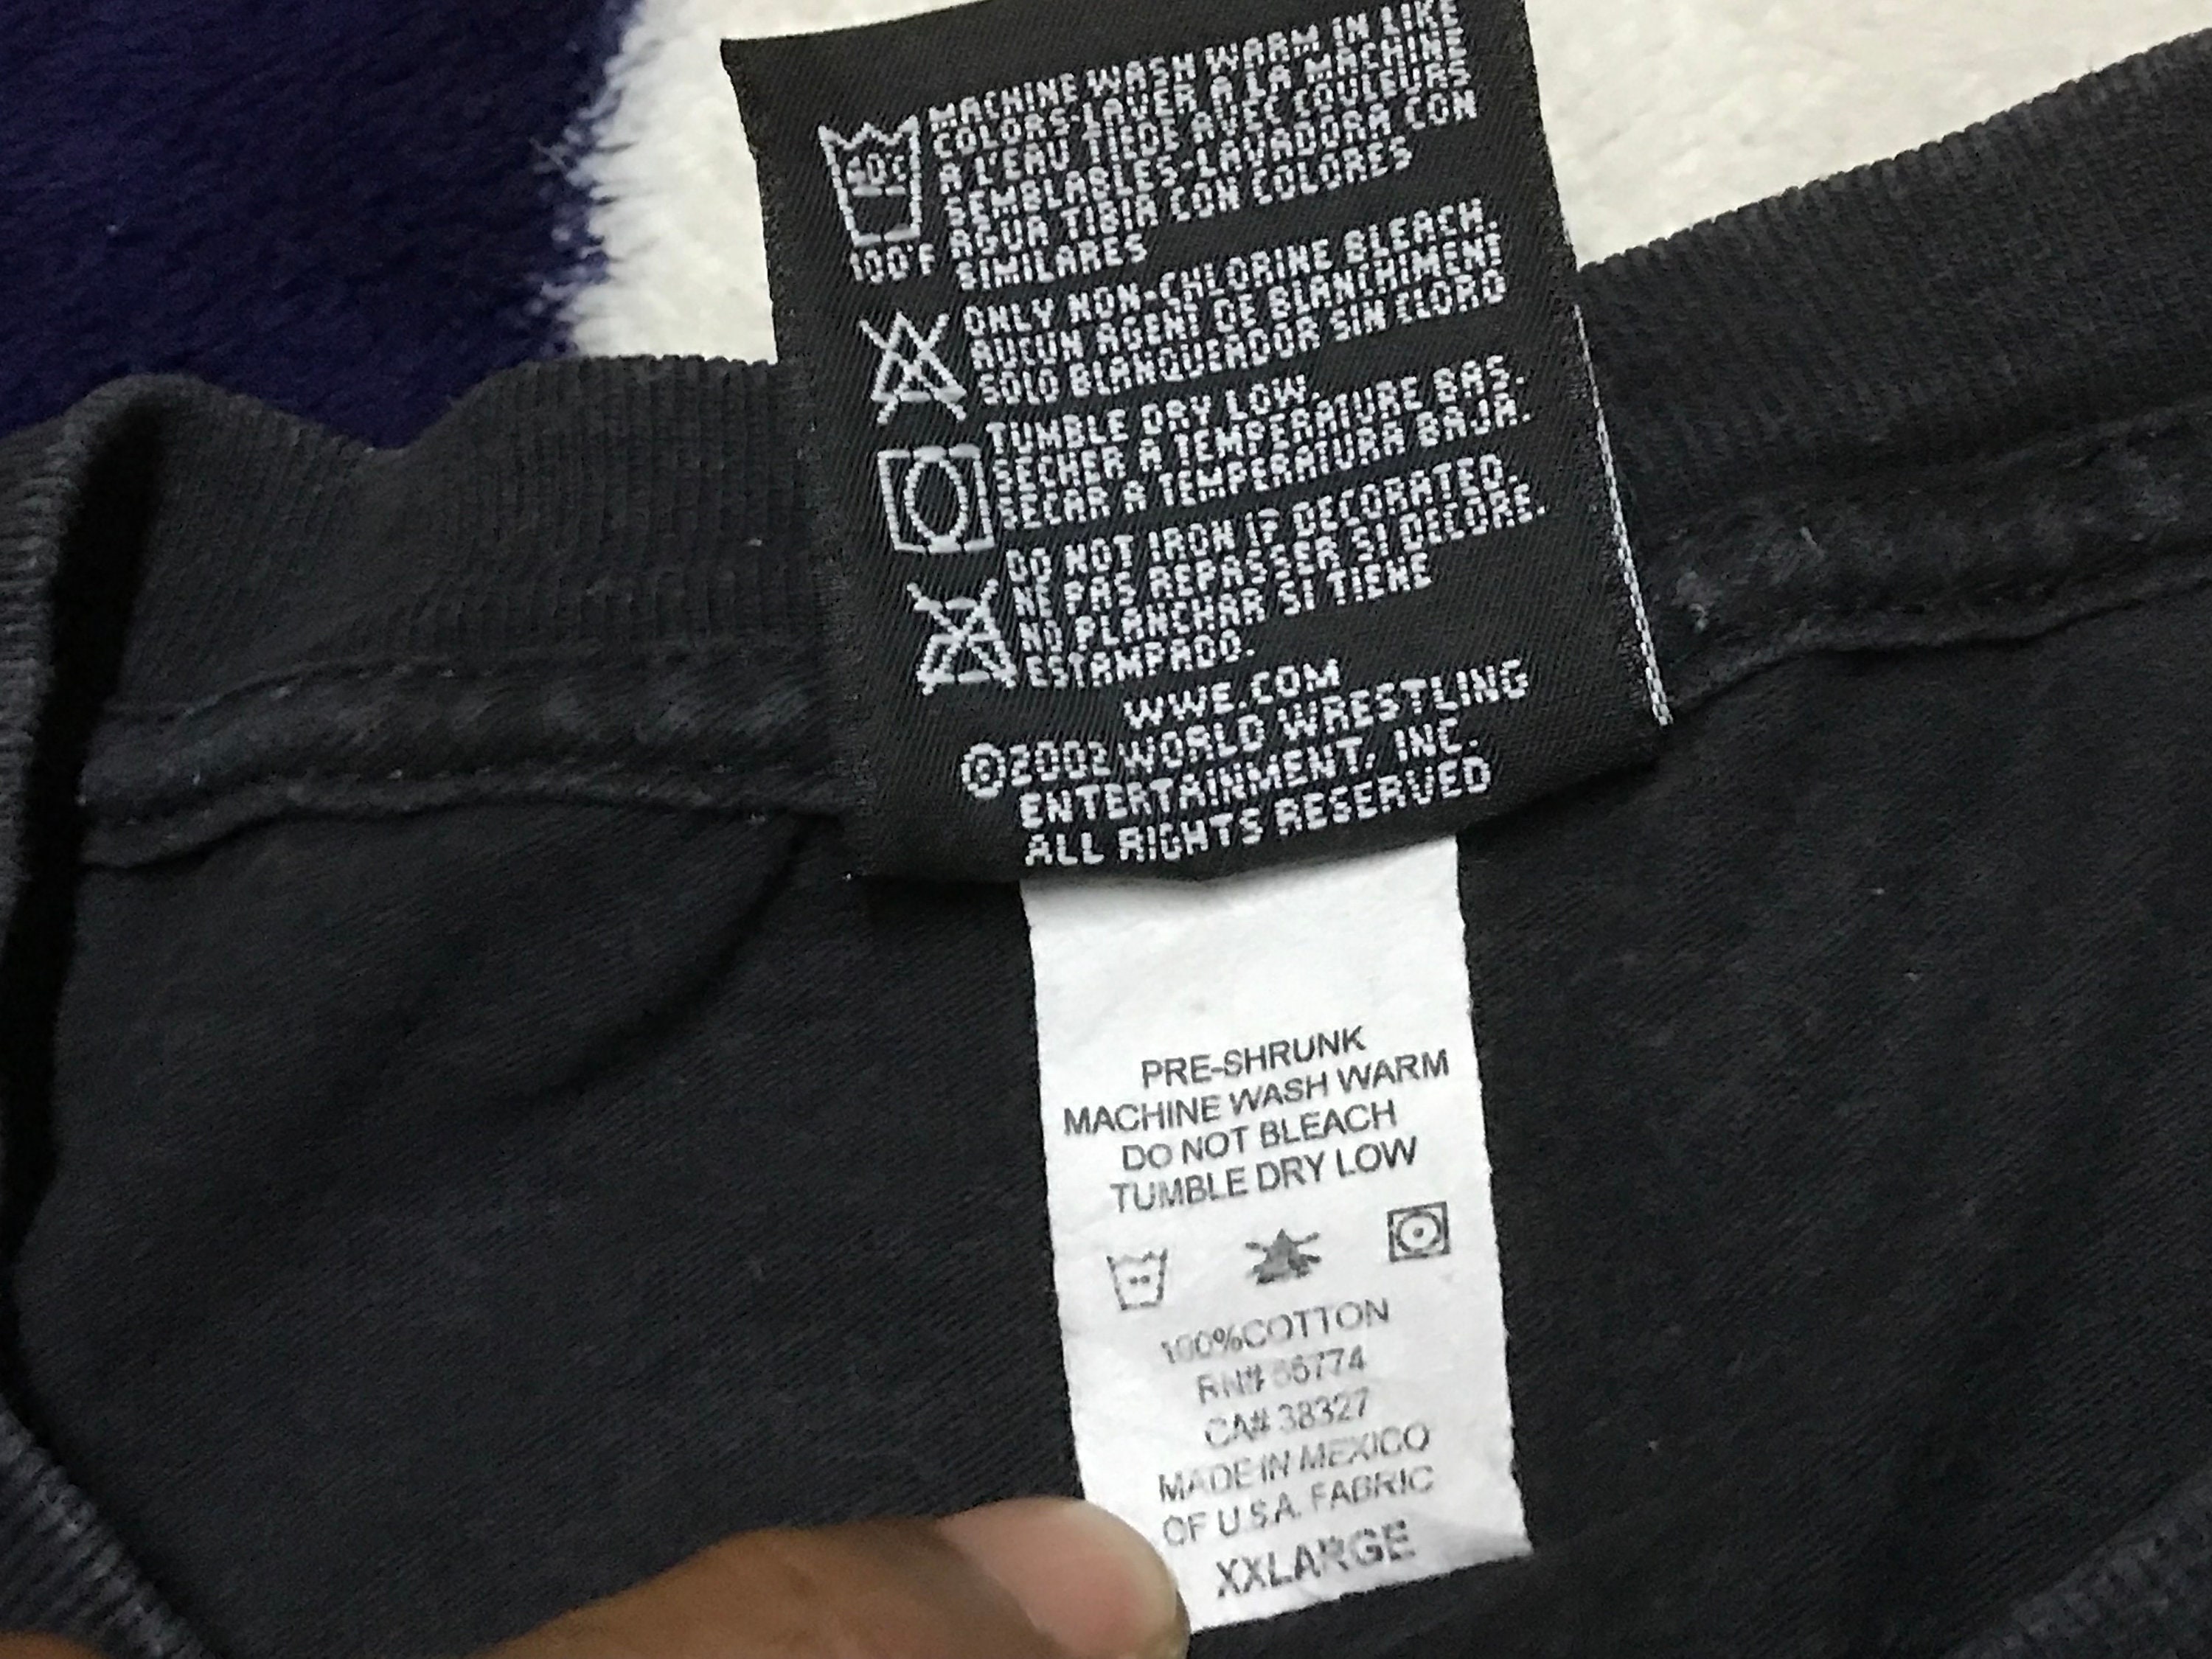 MACHINE WASH WARM IN LIKE
COLORS-LAVER A LA MACHINE
A L'EAU TIEDE AVEC COULEURS
SEMBLABLES-LAVADORA CON
AGUA TIBIA CON COLORES
SIMILARES
100°F
ONLY NON-CHLORINE BLEACH.
AUCUN AGENT DE BLANCHIMENT
SOLO BLANQUEADOR SIN CLORO
TUMBLE DRY LOW.
SECHER A TEMPERATURE BAS.
SECAR A TEMPERATURA BAJA.
DO NOT IRON IF DECORATED.
NE PAS REPASSER SI DECORE.
NO PLANCHAR SI TIENE
ESTAMPADO.
WWE.COM
©2002 WORLD WRESTLING
ENTERTAINMENT, INC.
ALL RIGHTS RESERVED
PRE-SHRUNK
MACHINE WASH WARM
DO NOT BLEACH
TUMBLE DRY LOW
100%COTTON
RN#
CA# 38327
MADE IN MEXICO
OF U.S.A. FABRIC
XXLARGE